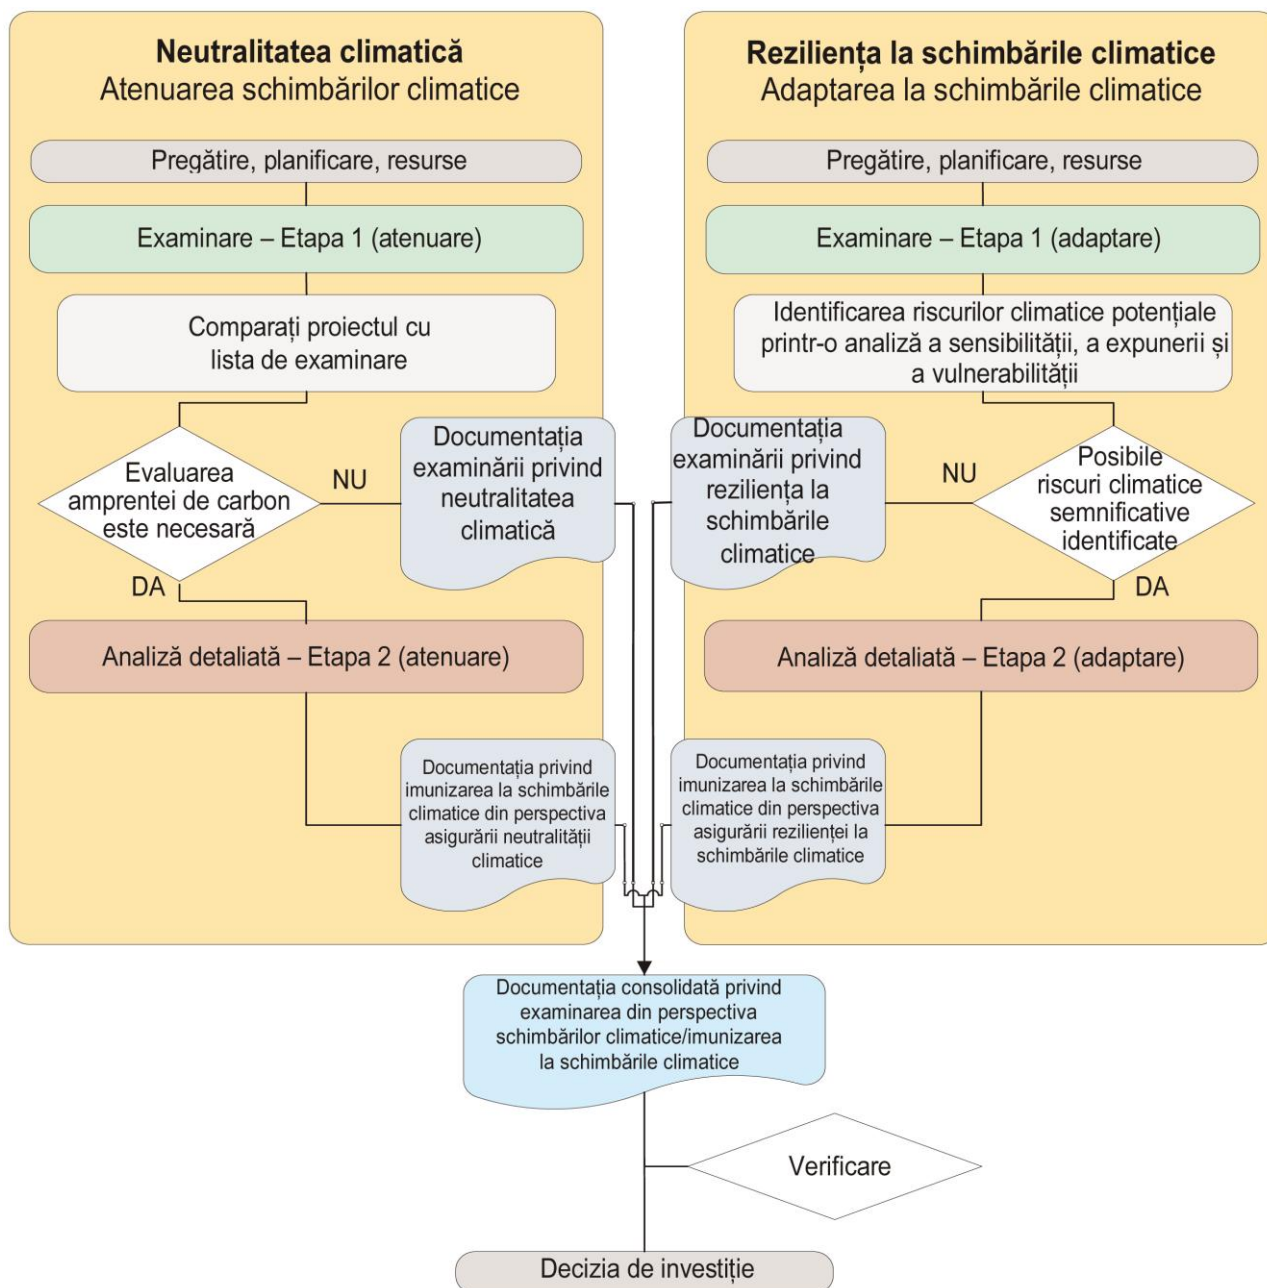 Neutralitatea climatică
Atenuarea schimbărilor climatice
Pregătire, planificare, resurse
Examinare – Etapa 1 (atenuare)
Comparați proiectul cu
lista de examinare
Evaluarea
amprentei de carbon
este necesară
NU
Documentația
examinării privind
neutralitatea
climatică
DA
Analiză detaliată – Etapa 2 (atenuare)
Documentația privind
imunizarea la schimbările
climatice din perspectiva
asigurării neutralității
climatice
Reziliența la schimbările climatice
Adaptarea la schimbările climatice
Pregătire, planificare, resurse
Examinare – Etapa 1 (adaptare)
Identificarea riscurilor climatice potențiale
printr-o analiză a sensibilității, a expunerii și
a vulnerabilității
Documentația
examinării privind
reziliența la
schimbările
climatice
NU
Posibile
riscuri climatice
semnificative
identificate
DA
Analiză detaliată – Etapa 2 (adaptare)
Documentația privind
imunizarea la schimbările
climatice din perspectiva
asigurării rezilienței la
schimbările climatice
Documentația consolidată privind
examinarea din perspectiva
schimbărilor climatice/imunizarea
la schimbările climatice
Verificare
Decizia de investiție